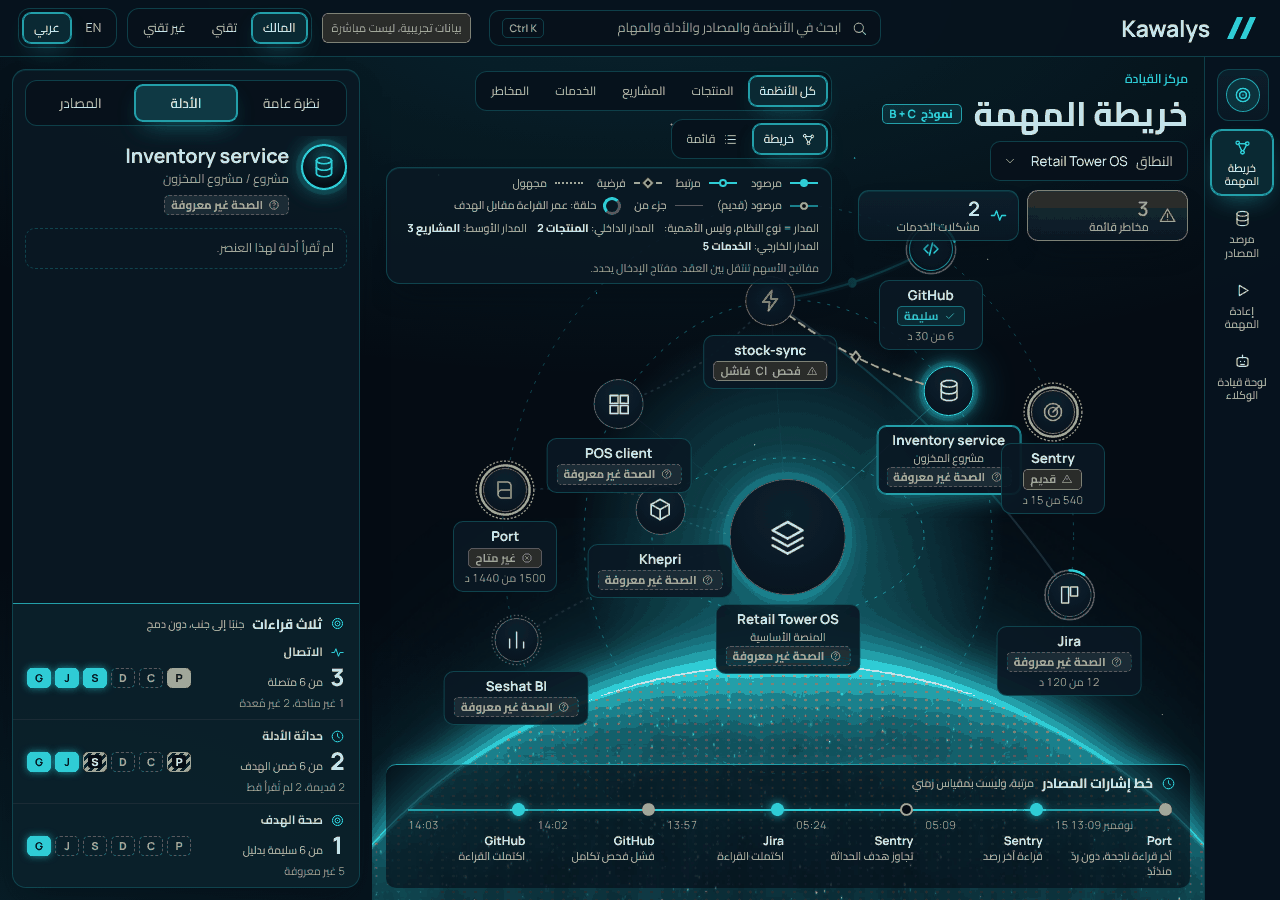 Kawalys
ابحث في الأنظمة والمصادر والأدلة والمهام
Ctrl K
بيانات تجريبية، ليست مباشرة
المالك
تقني
غير تقني
EN
عربي
خريطة المهمة
مرصد المصادر
إعادة المهمة
لوحة قيادة الوكلاء
مركز القيادة
خريطة المهمة
نموذج B + C
النطاق Retail Tower OS
3
مخاطر قائمة
2
مشكلات الخدمات
كل الأنظمة
المنتجات
المشاريع
الخدمات
المخاطر
خريطة
قائمة
مرصود
مرتبط
فرضية
مجهول
مرصود (قديم)
جزء من
حلقة: عمر القراءة مقابل الهدف
المدار = نوع النظام، وليس الأهمية: المدار الداخلي: المنتجات 2 المدار الأوسط: المشاريع 3
المدار الخارجي: الخدمات 5
مفاتيح الأسهم تنتقل بين العقد. مفتاح الإدخال يحدد.
GitHub
سليمة
6 من 30 د
stock-sync
فحص CI فاشل
Inventory service
مشروع المخزون
الصحة غير معروفة
Sentry
قديم
540 من 15 د
POS client
الصحة غير معروفة
Port
غير متاح
1500 من 1440 د
Khepri
الصحة غير معروفة
Retail Tower OS
المنصة الأساسية
الصحة غير معروفة
Jira
الصحة غير معروفة
12 من 120 د
Seshat BI
الصحة غير معروفة
خط إشارات المصادر
مرتبة، وليست بمقياس زمني
15 نوفمبر 13:09
Port
آخر قراءة ناجحة، دون ردّ منذئذ
05:09
Sentry
قراءة آخر رصد
05:24
Sentry
تجاوز هدف الحداثة
13:57
Jira
اكتملت القراءة
14:02
GitHub
فشل فحص تكامل
14:03
GitHub
اكتملت القراءة
نظرة عامة
الأدلة
المصادر
Inventory service
مشروع / مشروع المخزون
الصحة غير معروفة
لم تُقرأ أدلة لهذا العنصر.
ثلاث قراءات
جنبًا إلى جنب، دون دمج
الاتصال
3 من 6 متصلة
G J S D C P
1 غير متاحة، 2 غير مُعدة
حداثة الأدلة
2 من 6 ضمن الهدف
G J S D C P
2 قديمة، 2 لم تُقرأ قط
صحة الهدف
1 من 6 سليمة بدليل
G J S D C P
5 غير معروفة